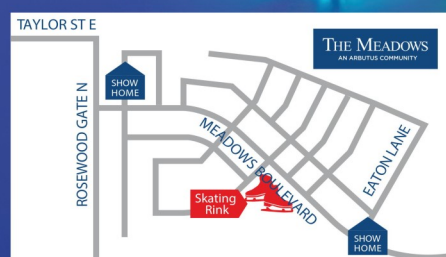 TAYLOR ST E
THE MEADOWS
AN ARBUTUS COMMUNITY
SHOW
HOME
ROSEWOOD GATE N
MEADOWS BOULEVARD
EATON LANE
Skating
Rink
SHOW
HOME